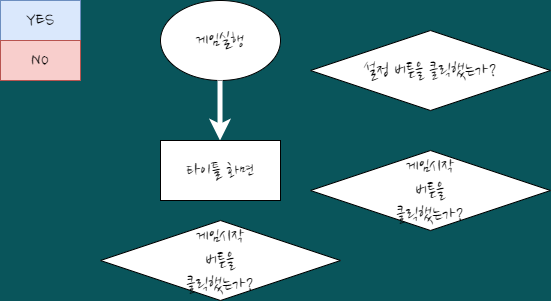 YES
NO
게임실행
설정 버튼을 클릭했는가?
타이틀 화면
게임시작
버튼을
클릭했는가?
게임시작
버튼을
클릭했는가?